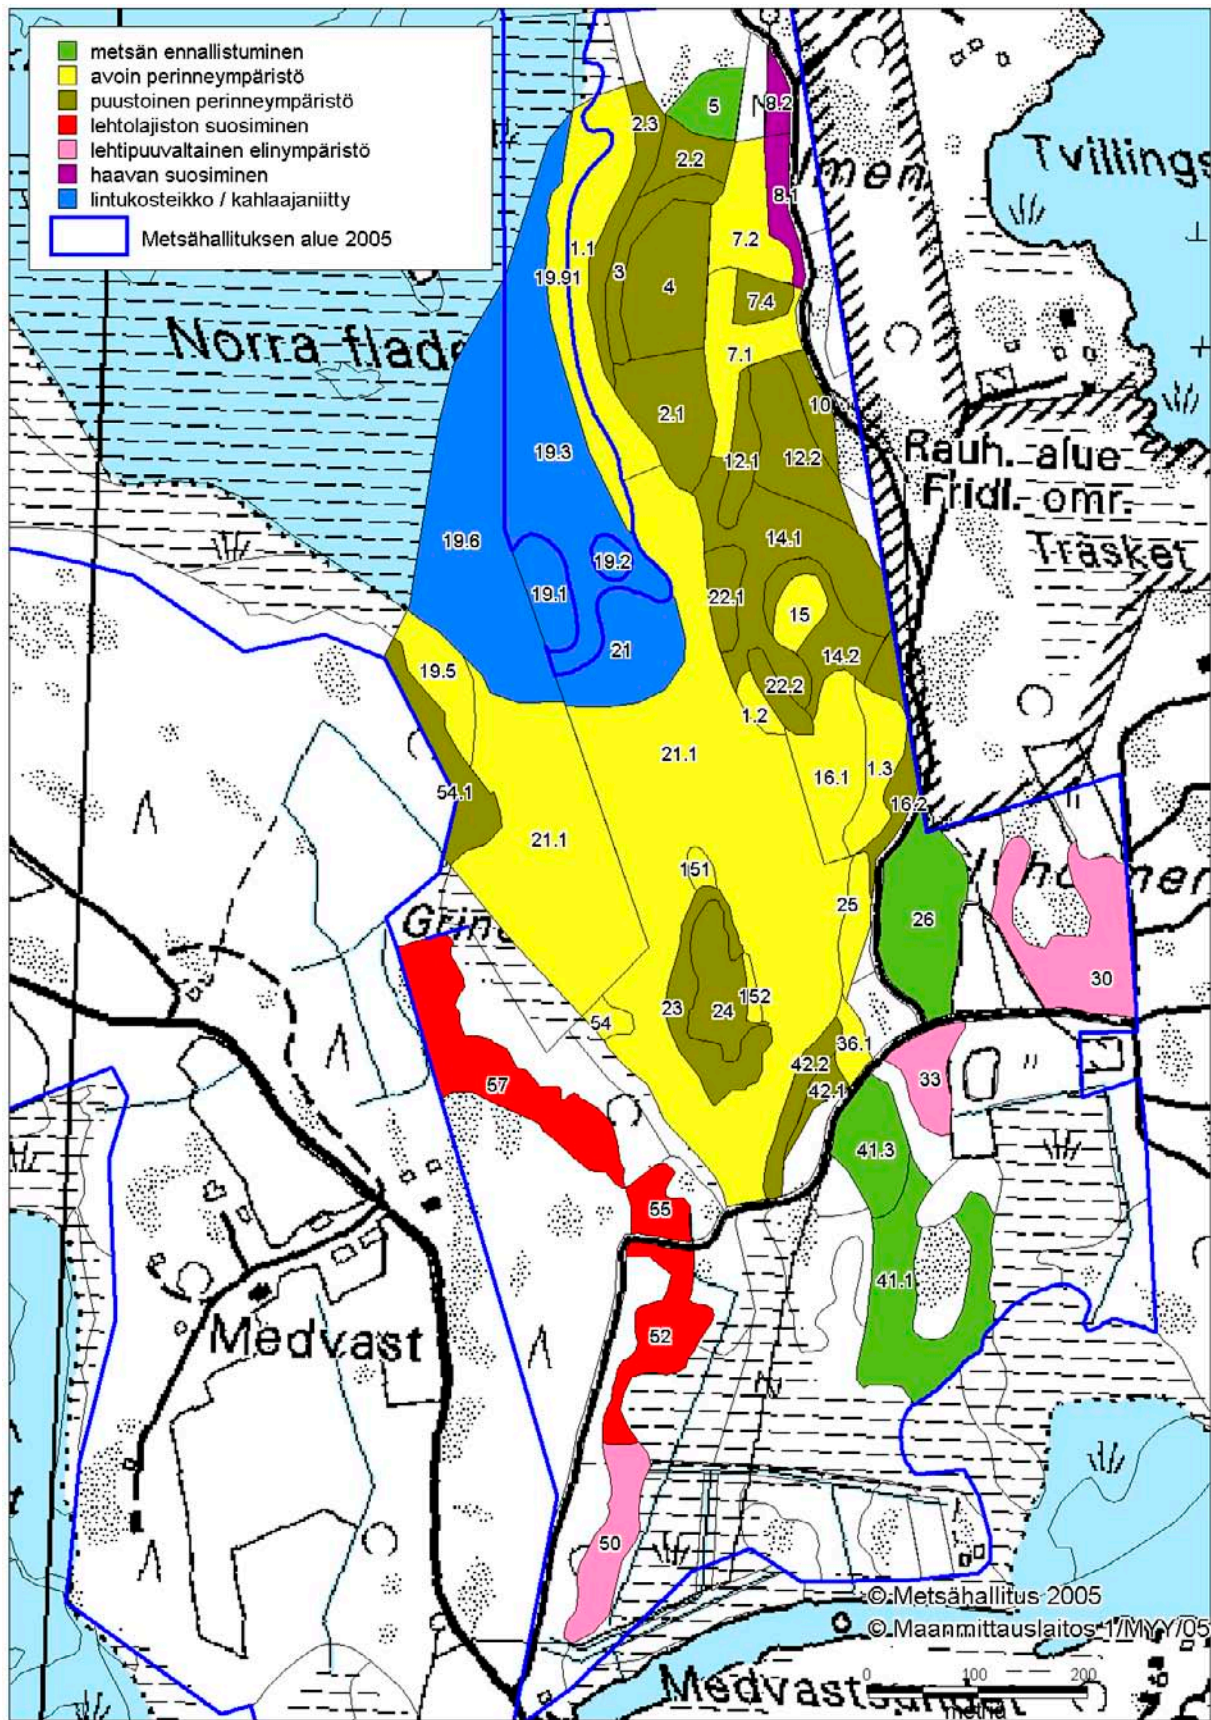 metsän ennallistuminen
avoin perinneympäristö
puustoinen perinneympäristö
lehtolajiston suosiminen
lehtipuuvaltainen elinympäristö
haavan suosiminen
lintukosteikko / kahlaajaniitty
Metsähallituksen alue 2005
5
8.2
2.3
2.2
Tvillings
8.1
7.2
1.1
19.91
3
4
7.4
Norra
7.1
2.1
10
19.3
12.1
12.2
Rauh. alue
Fridl. omr.
19.6
14.1
Träsket
19.2
19.1
22.1
15
21
14.2
19.5
22.2
1.2
21.1
16.1
1.3
54.1
16.2
21.1
151
25
26
30
23
24
152
54
36.1
42.2
42.1
33
57
41.3
55
41.1
Medvast
52
50
© Metsähallitus 2005
© Maanmittauslaitos 1/MYY/05
0 100 200
metriä